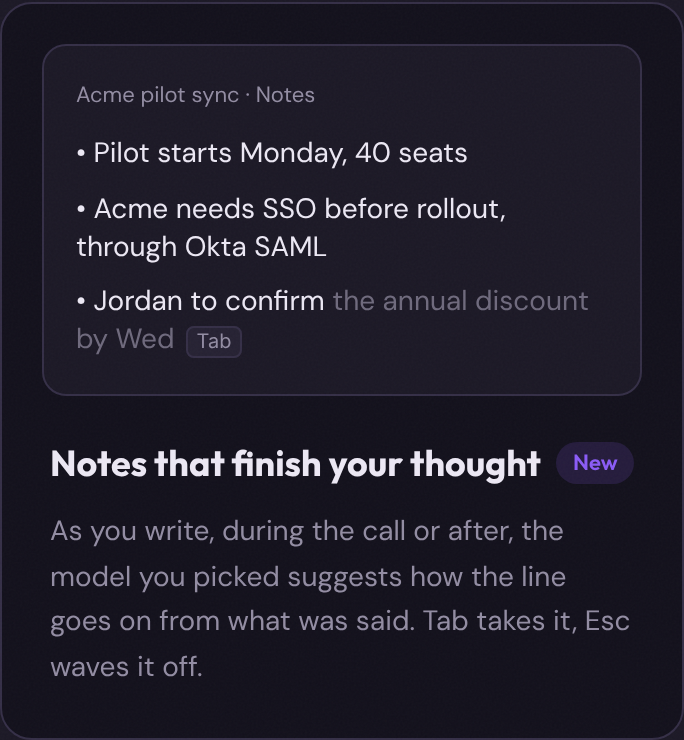 Acme pilot sync · Notes
• Pilot starts Monday, 40 seats
• Acme needs SSO before rollout,
through Okta SAML
• Jordan to confirm the annual discount
by Wed Tab
Notes that finish your thought New
As you write, during the call or after, the
model you picked suggests how the line
goes on from what was said. Tab takes it, Esc
waves it off.